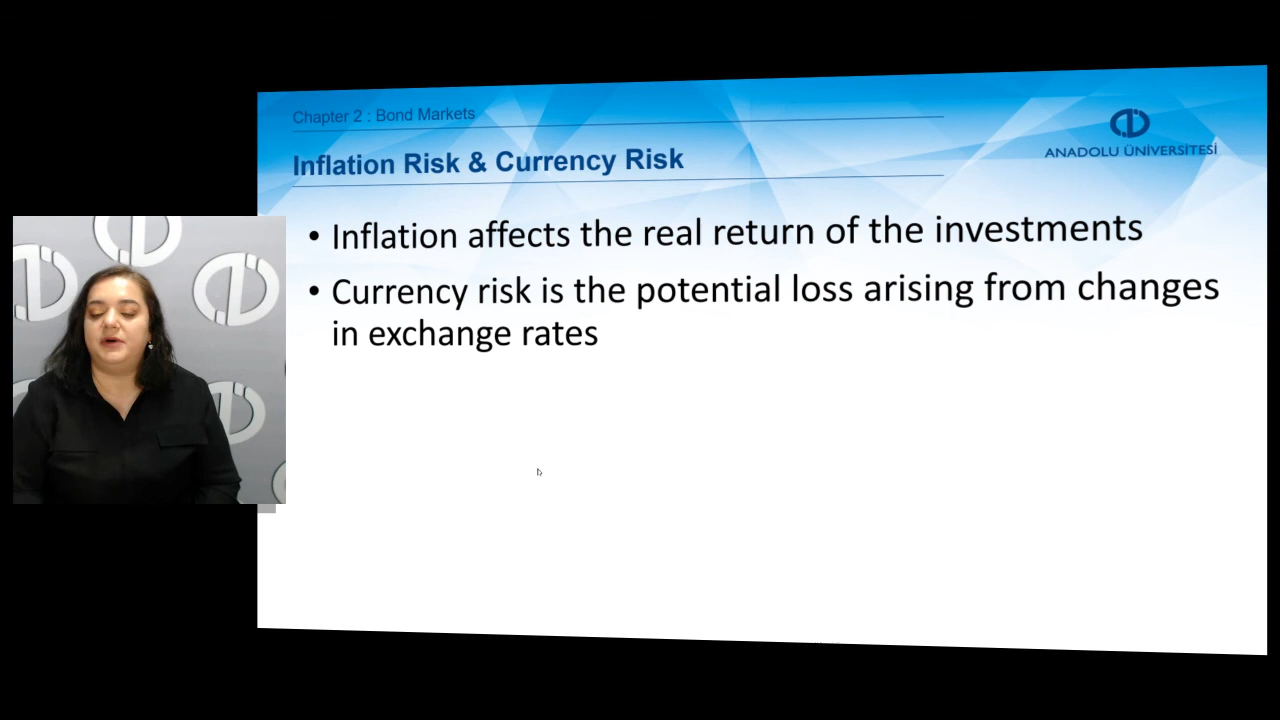 Chapter 2 : Bond Markets
ANADOLU ÜNİVERSİTESİ
Inflation Risk & Currency Risk
• Inflation affects the real return of the investments
• Currency risk is the potential loss arising from changes
in exchange rates